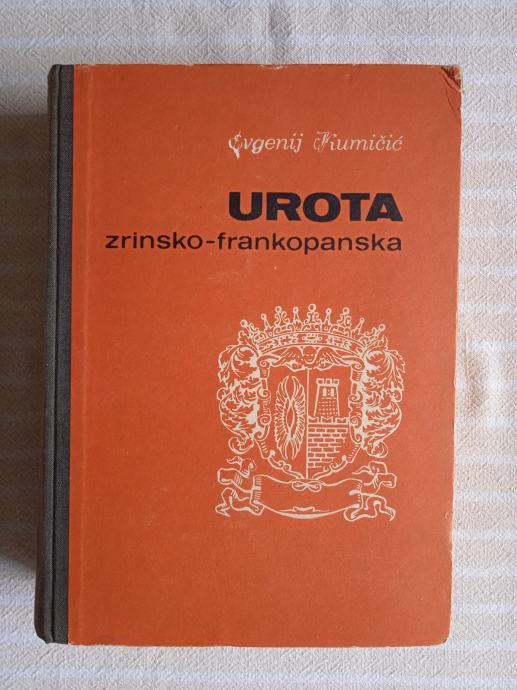 Evgenij Kumičić
UROTA
zrinsko-frankopanska